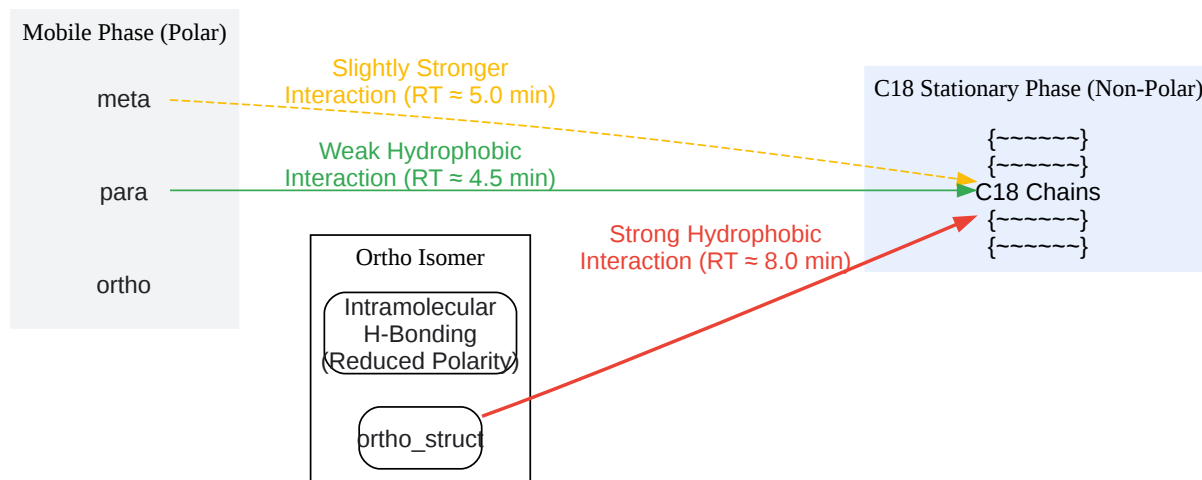 Mobile Phase (Polar)
meta
para
ortho
Slightly Stronger
Interaction (RT ≈ 5.0 min)
Weak Hydrophobic
Interaction (RT ≈ 4.5 min)
Strong Hydrophobic
Interaction (RT ≈ 8.0 min)
Ortho Isomer
Intramolecular
H-Bonding
(Reduced Polarity)
ortho_struct
C18 Stationary Phase (Non-Polar)
{~~~~~~}
{~~~~~~}
C18 Chains
{~~~~~~}
{~~~~~~}